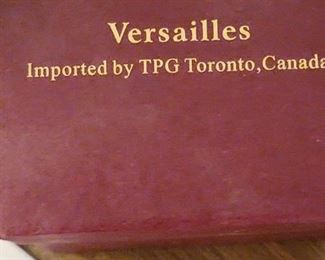 Versailles
Imported by TPG Toronto,Canada